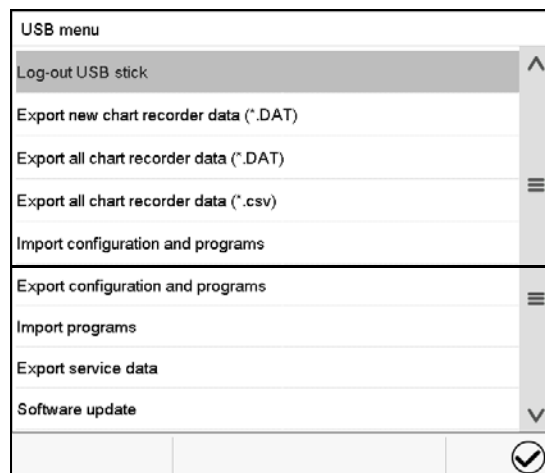 USB menu
Log-out USB stick
Export new chart recorder data (*.DAT)
Export all chart recorder data (*.DAT)
Export all chart recorder data (*.csv)
Import configuration and programs
Export configuration and programs
Import programs
Export service data
Software update